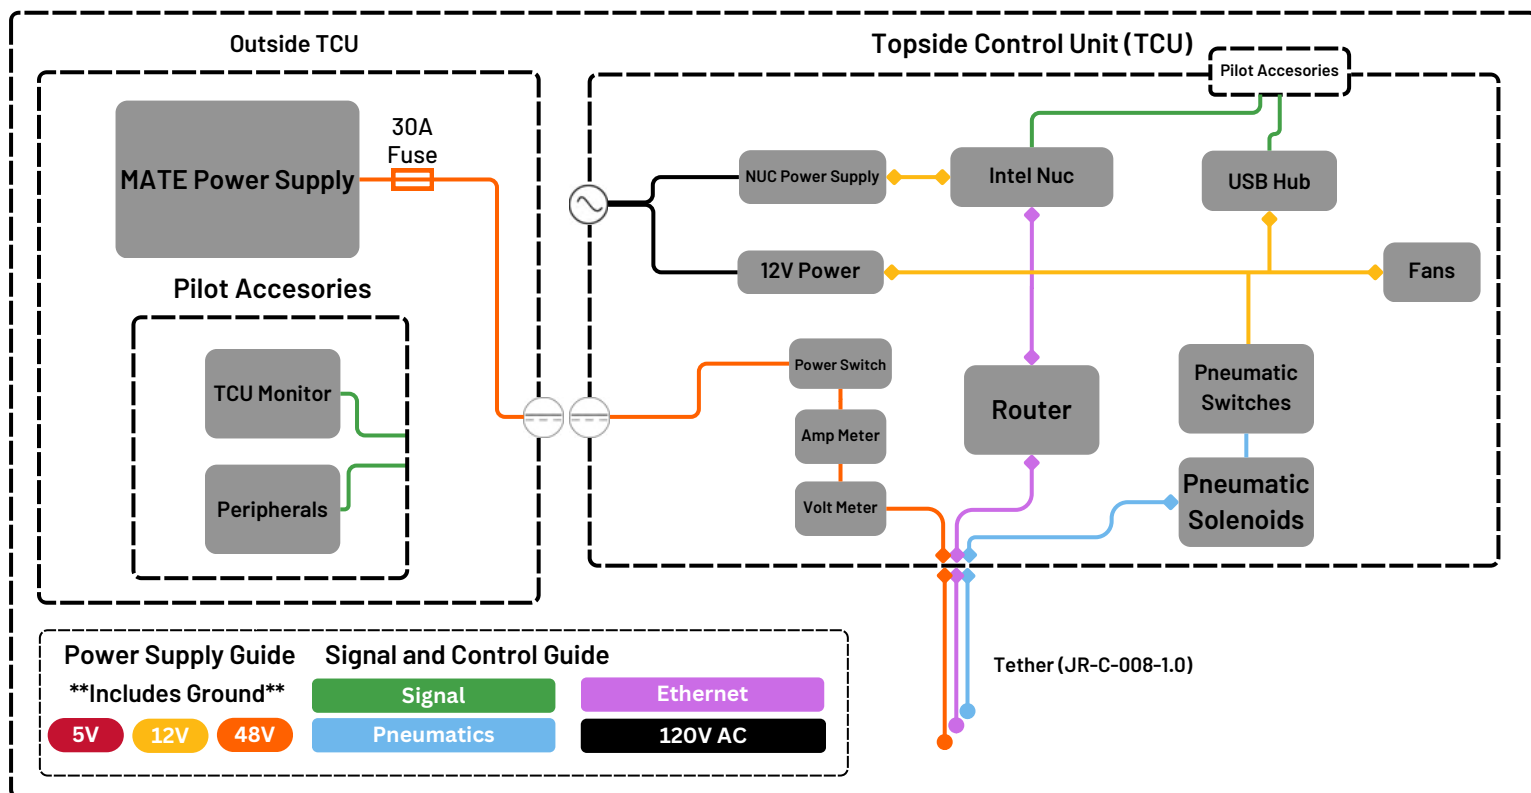 Outside TCU
Topside Control Unit (TCU)
Pilot Accesories
MATE Power Supply
30A
Fuse
NUC Power Supply
Intel Nuc
USB Hub
12V Power
Fans
Pilot Accesories
TCU Monitor
Peripherals
Power Switch
Amp Meter
Volt Meter
Router
Pneumatic
Switches
Pneumatic
Solenoids
Tether (JR-C-008-1.0)
Power Supply Guide
**Includes Ground**
5V
12V
48V
Signal and Control Guide
Signal
Ethernet
Pneumatics
120V AC